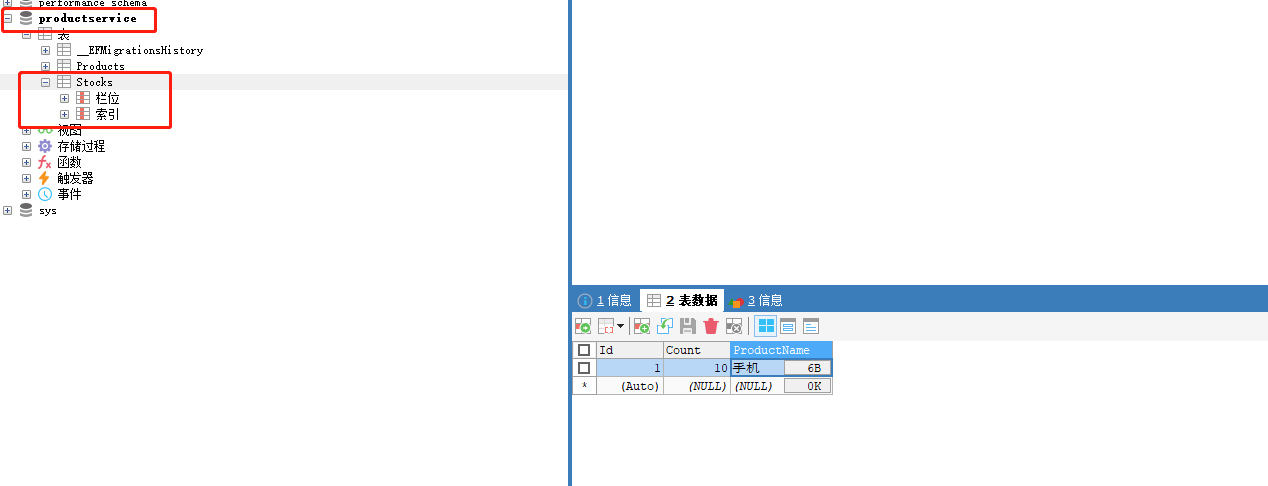 performance_schema
productservice
表
__EFMigrationsHistory
Products
Stocks
栏位
索引
视图
存储过程
函数
触发器
事件
sys
1 信息 2 表数据 3 信息
Id Count ProductName
1 10 手机 6B
* (Auto) (NULL) (NULL) 0K